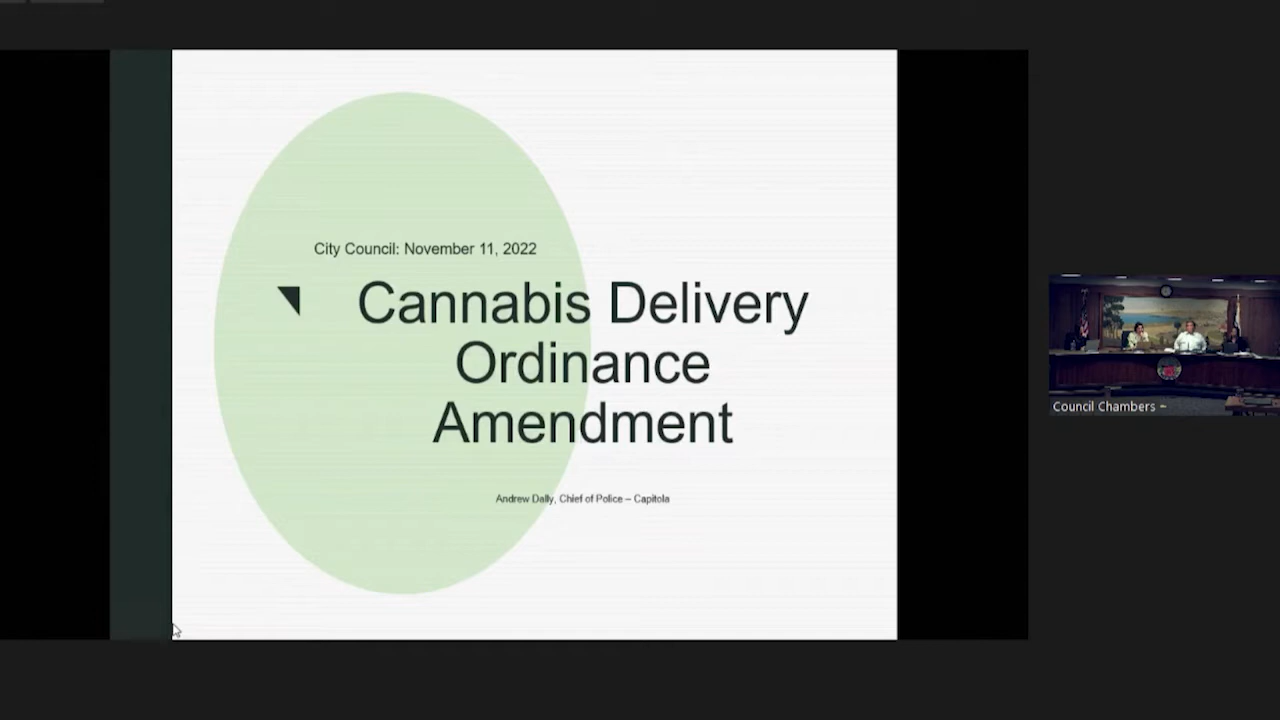 City Council: November 11, 2022
Cannabis Delivery
Ordinance
Amendment
Andrew Dally, Chief of Police – Capitola
Council Chambers